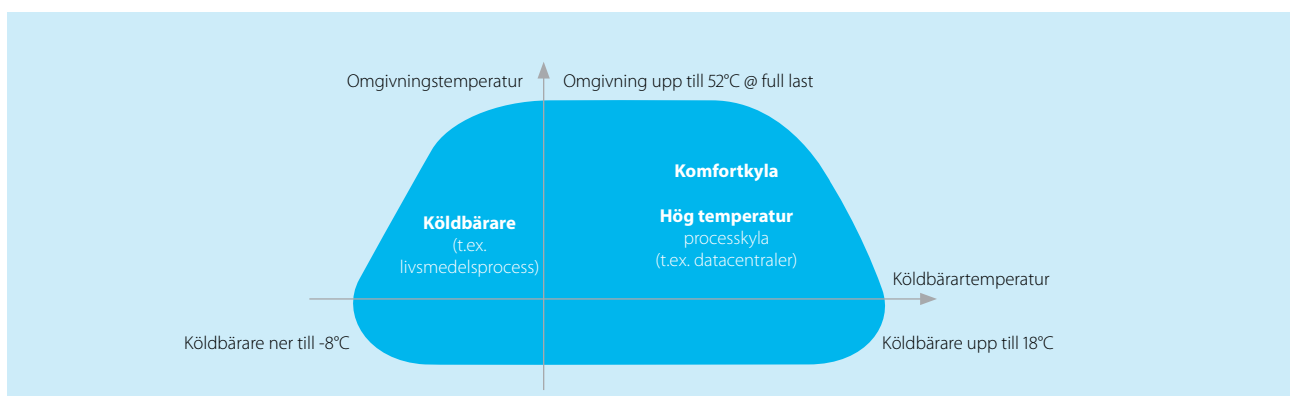 Omgivningstemperatur
Omgivning upp till 52°C @ full last
Komfortkyla
Köldbärare
(t.ex.
livsmedelsprocess)
Hög temperatur
processkyla
(t.ex. datacentraler)
Köldbärartemperatur
Köldbärare ner till -8°C
Köldbärare upp till 18°C